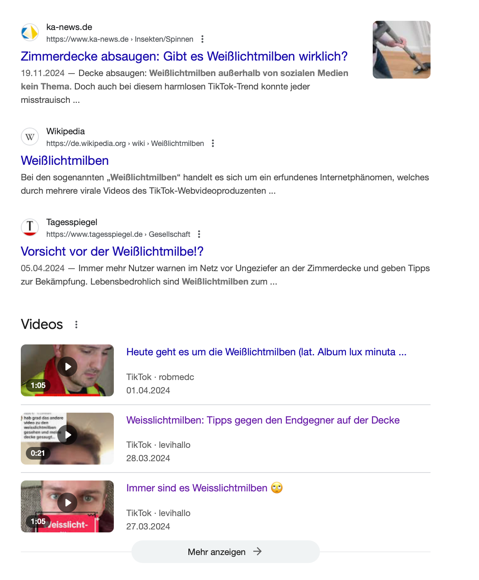 ka-news.de
https://www.ka-news.de › Insekten/Spinnen
Zimmerdecke absaugen: Gibt es Weißlichtmilben wirklich?
19.11.2024 — Decke absaugen: Weißlichtmilben außerhalb von sozialen Medien
kein Thema. Doch auch bei diesem harmlosen TikTok-Trend konnte jeder
misstrauisch ...
W
Wikipedia
https://de.wikipedia.org › wiki › Weißlichtmilben
Weißlichtmilben
Bei den sogenannten „Weißlichtmilben“ handelt es sich um ein erfundenes Internetphänomen, welches
durch mehrere virale Videos des TikTok-Webvideoproduzenten ...
T
Tagesspiegel
https://www.tagesspiegel.de › Gesellschaft
Vorsicht vor der Weißlichtmilbe!?
05.04.2024 — Immer mehr Nutzer warnen im Netz vor Ungeziefer an der Zimmerdecke und geben Tipps
zur Bekämpfung. Lebensbedrohlich sind Weißlichtmilben zum ...
Videos
1:05
Heute geht es um die Weißlichtmilben (lat. Album lux minuta ...
TikTok · robmedc
01.04.2024
0:21
Weisslichtmilben: Tipps gegen den Endgegner auf der Decke
TikTok · levihallo
28.03.2024
1:05
Weisslicht-
Immer sind es Weisslichtmilben 🙄
TikTok · levihallo
27.03.2024
Mehr anzeigen